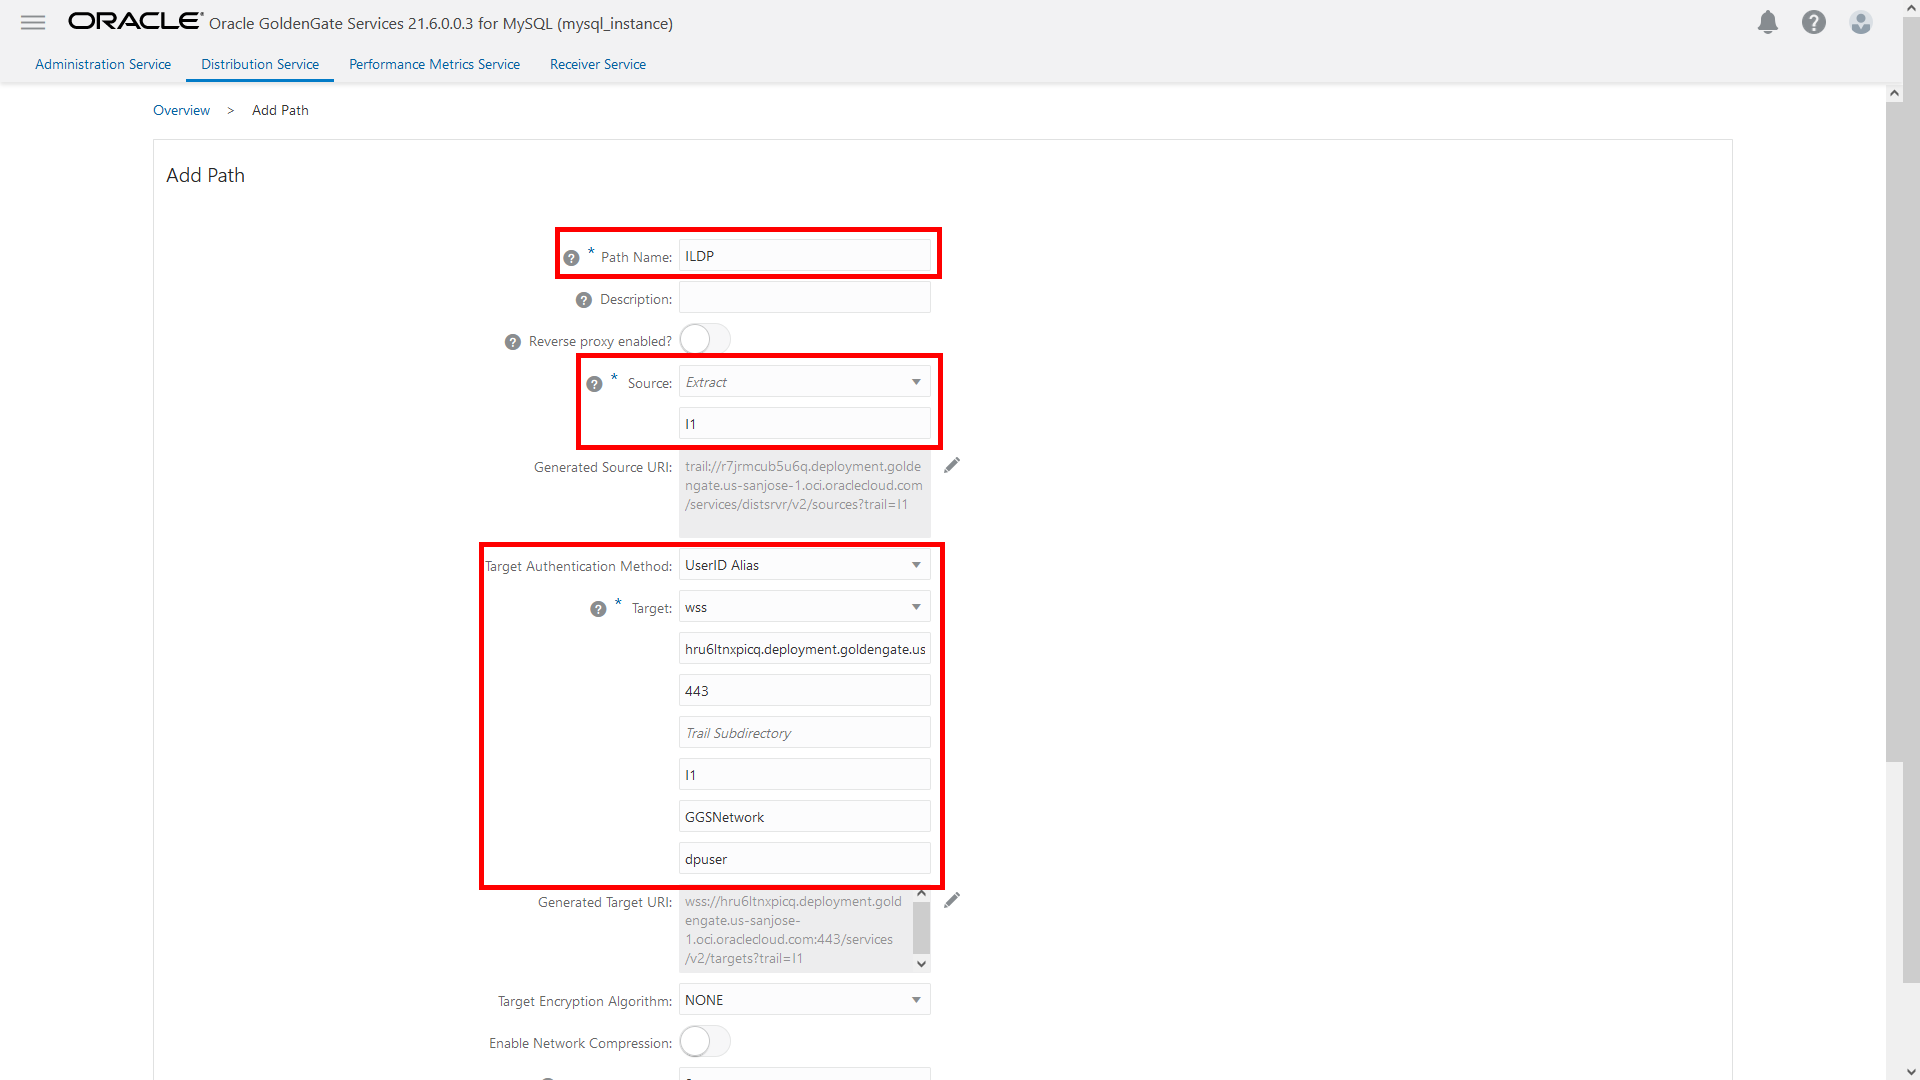 ORACLE Oracle GoldenGate Services 21.6.0.0.3 for MySQL (mysql_instance)
Administration Service Distribution Service Performance Metrics Service Receiver Service
Overview > Add Path
Add Path
? * Path Name: ILDP
? Description:
? Reverse proxy enabled?
? * Source: Extract
I1
Generated Source URI: trail://r7jrmcub5u6q.deployment.golde
ngate.us-sanjose-1.oci.oraclecloud.com
/services/distsrvr/v2/sources?trail=I1
Target Authentication Method: UserID Alias
? * Target: wss
hru6ltnxpicq.deployment.goldengate.us
443
Trail Subdirectory
I1
GGSNetwork
dpuser
Generated Target URI: wss://hru6ltnxpicq.deployment.gold
engate.us-sanjose-
1.oci.oraclecloud.com:443/services
/v2/targets?trail=I1
Target Encryption Algorithm: NONE
Enable Network Compression: